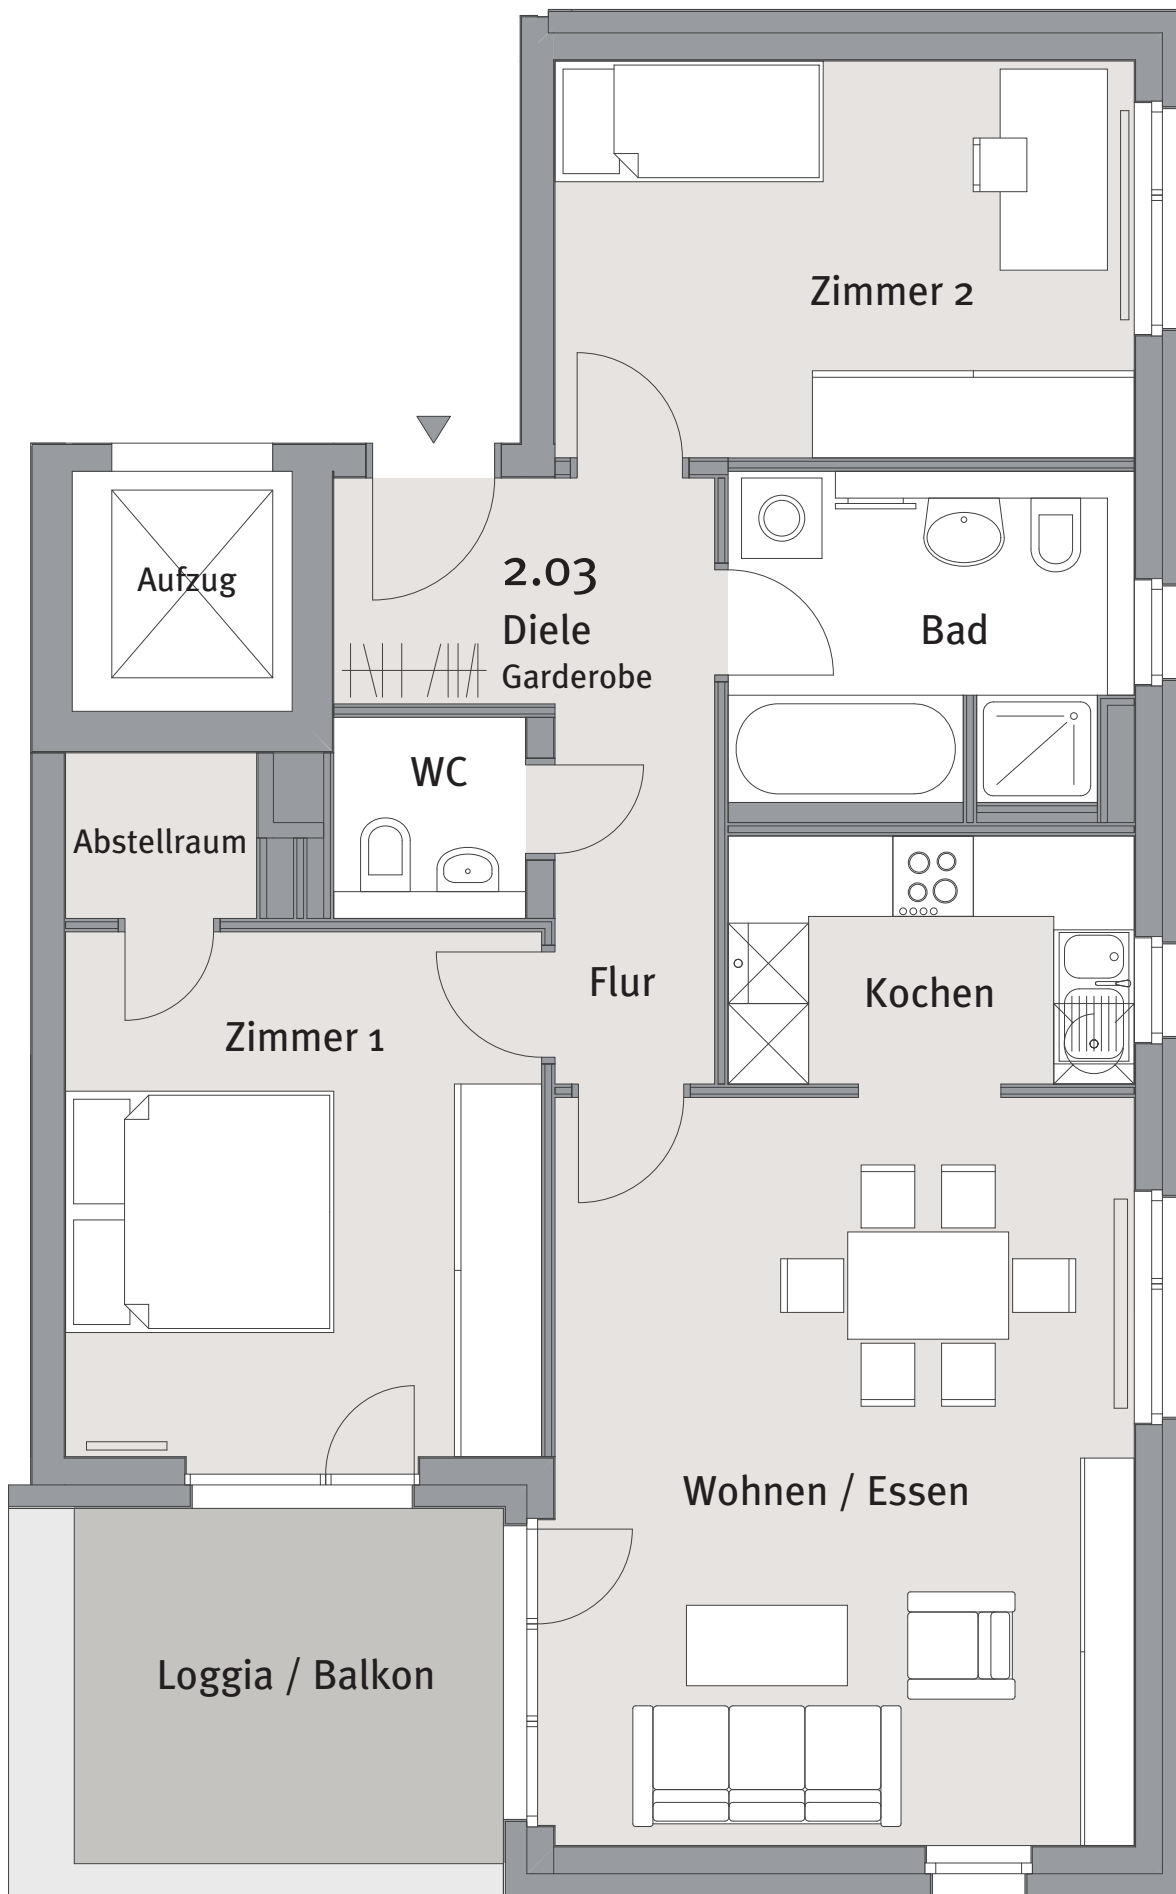 Zimmer 2
Aufzug
2.03
Diele
Garderobe
Bad
WC
Abstellraum
Flur
Kochen
Zimmer 1
Wohnen / Essen
Loggia / Balkon